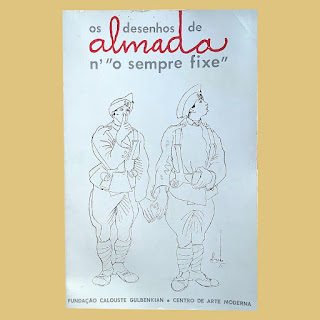 os desenhos de
almada
n' "o sempre fixe"
FUNDAÇÃO CALOUSTE GULBENKIAN • CENTRO DE ARTE MODERNA